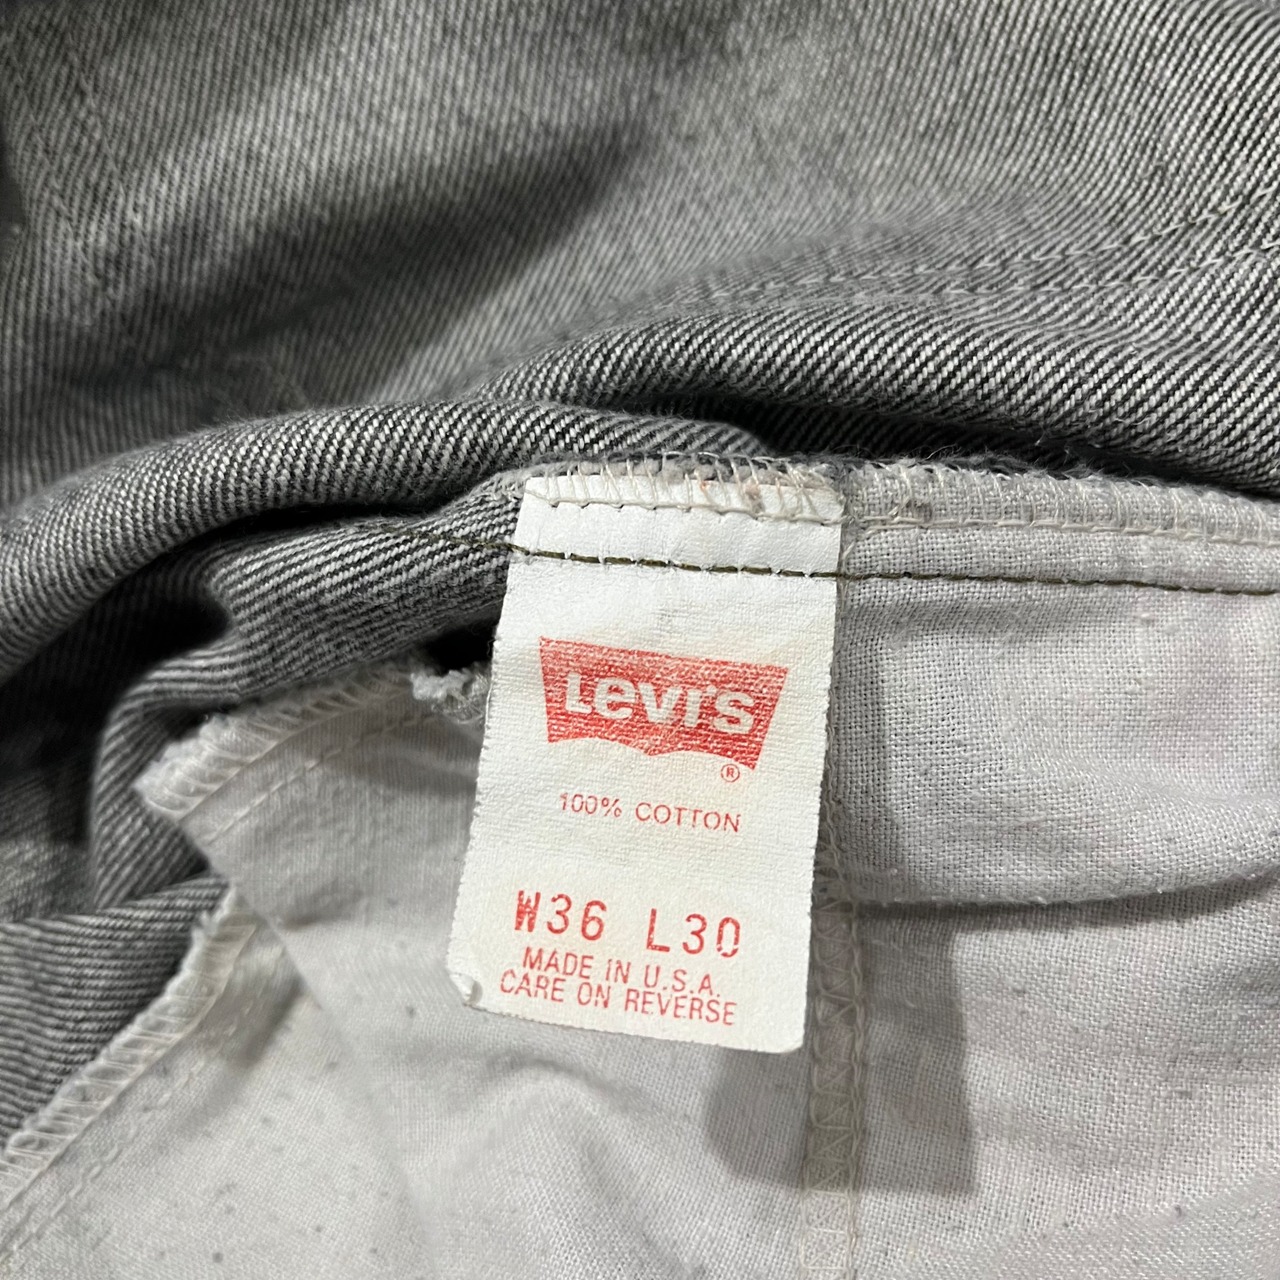 Levi's
®
100% COTTON
W36 L30
MADE IN U.S.A.
CARE ON REVERSE